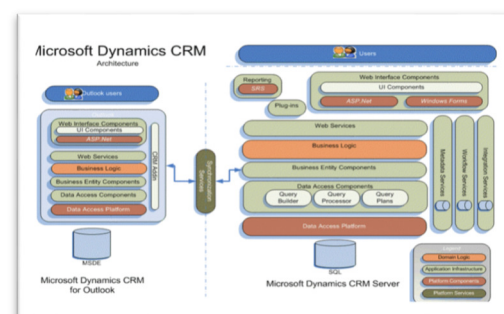 Microsoft Dynamics CRM
Architecture
Outlook users
Web Interface Components
UI Components
ASP.Net
Web Services
Business Logic
Business Entity Components
Data Access Components
Data Access Platform
CRM Addin
MSDE
Microsoft Dynamics CRM
for Outlook
Synchronization
Services
Users
Reporting
SRS
Plug-ins
Web Interface Components
UI Components
ASP.Net
Windows Forms
Web Services
Business Logic
Business Entity Components
Data Access Components
Query
Builder
Query
Processor
Query
Plans
Data Access Platform
Metadata Services
Workflow Services
Integration Services
SQL
Microsoft Dynamics CRM Server
Legend
Domain Logic
Application Infrastructure
Platform Components
Platform Services